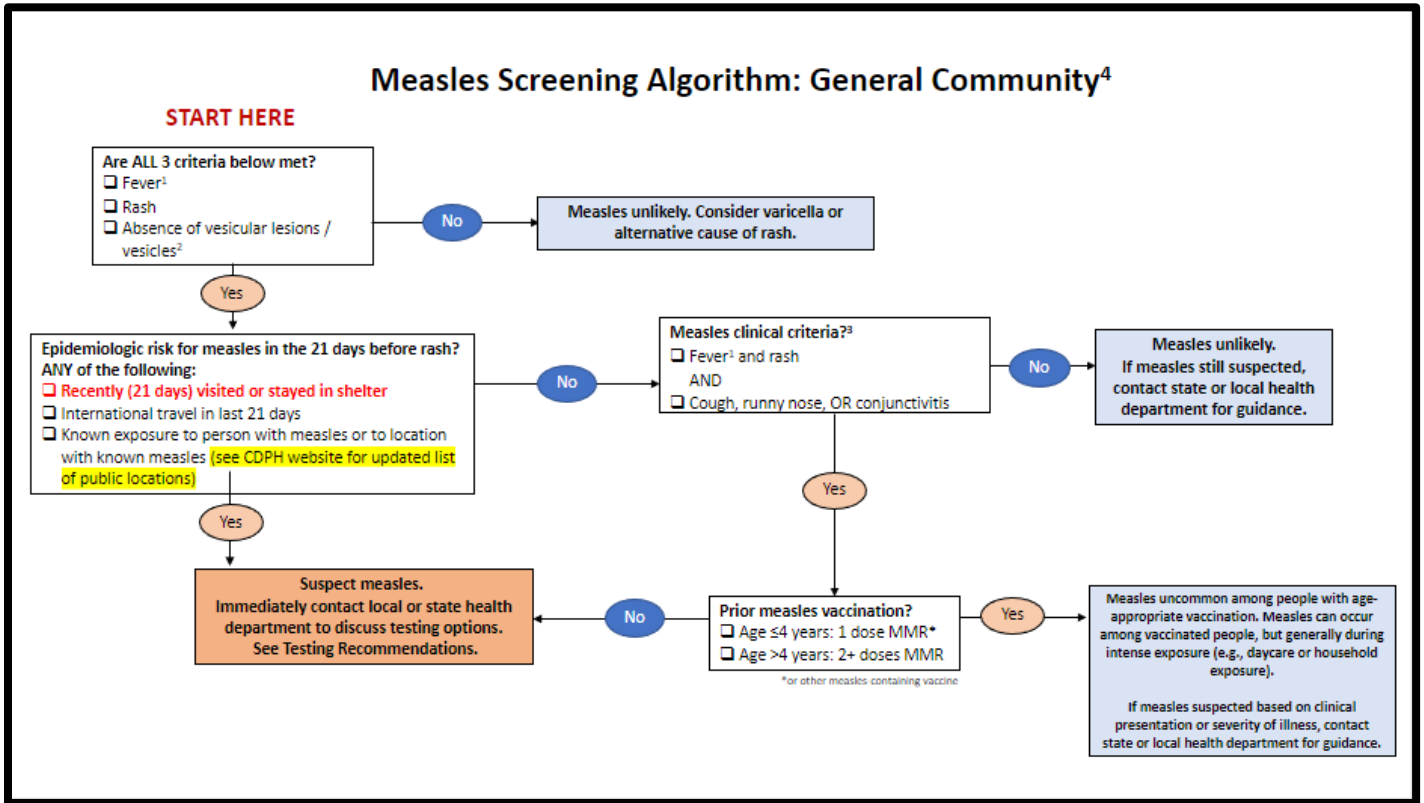 Measles Screening Algorithm: General Community⁴
START HERE
Are ALL 3 criteria below met?
❑ Fever¹
❑ Rash
❑ Absence of vesicular lesions /
vesicles²
No
Measles unlikely. Consider varicella or
alternative cause of rash.
Yes
Epidemiologic risk for measles in the 21 days before rash?
ANY of the following:
❑ Recently (21 days) visited or stayed in shelter
❑ International travel in last 21 days
❑ Known exposure to person with measles or to location
with known measles (see CDPH website for updated list
of public locations)
No
Measles clinical criteria?³
❑ Fever¹ and rash
AND
❑ Cough, runny nose, OR conjunctivitis
No
Measles unlikely.
If measles still suspected,
contact state or local health
department for guidance.
Yes
Yes
Suspect measles.
Immediately contact local or state health
department to discuss testing options.
See Testing Recommendations.
No
Prior measles vaccination?
❑ Age ≤4 years: 1 dose MMR*
❑ Age >4 years: 2+ doses MMR
*or other measles-containing vaccine
Yes
Measles uncommon among people with age-
appropriate vaccination. Measles can occur
among vaccinated people, but generally during
intense exposure (e.g., daycare or household
exposure).
If measles suspected based on clinical
presentation or severity of illness, contact
state or local health department for guidance.